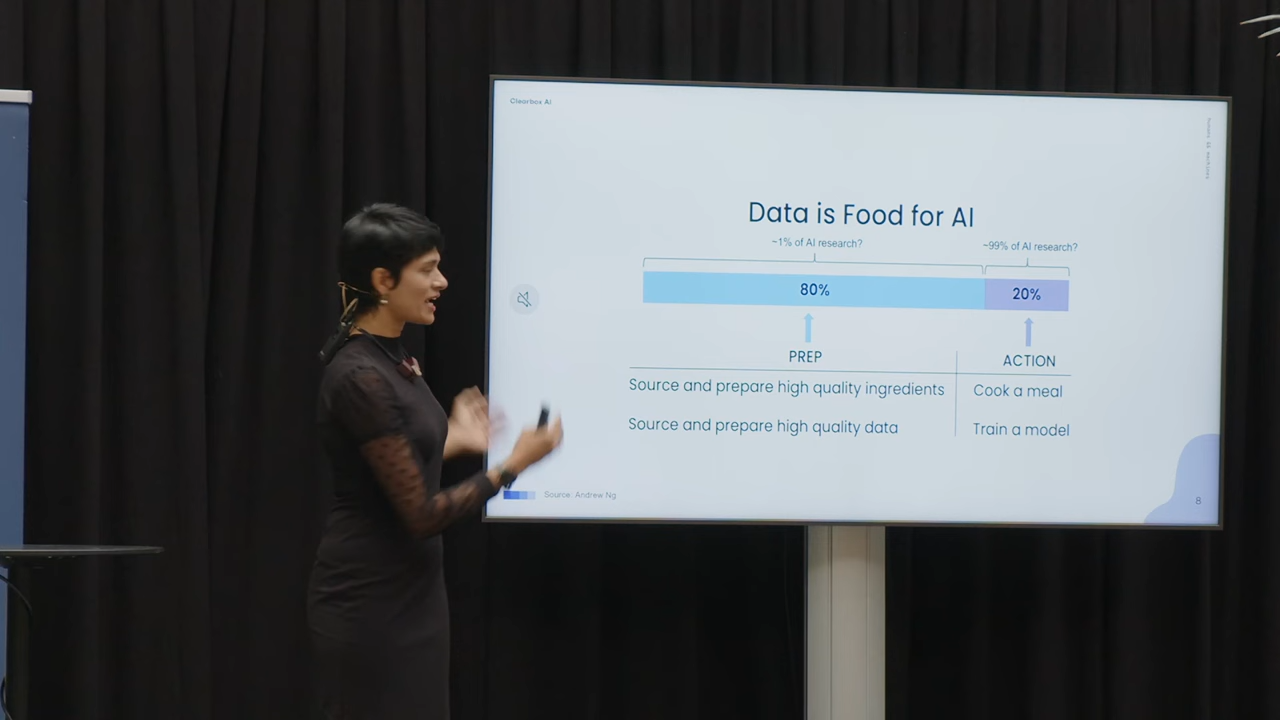 Clearbox AI
Data is Food for AI
~1% of AI research?
~99% of AI research?
80%
20%
PREP
ACTION
Source and prepare high quality ingredients
Cook a meal
Source and prepare high quality data
Train a model
Source: Andrew Ng
8